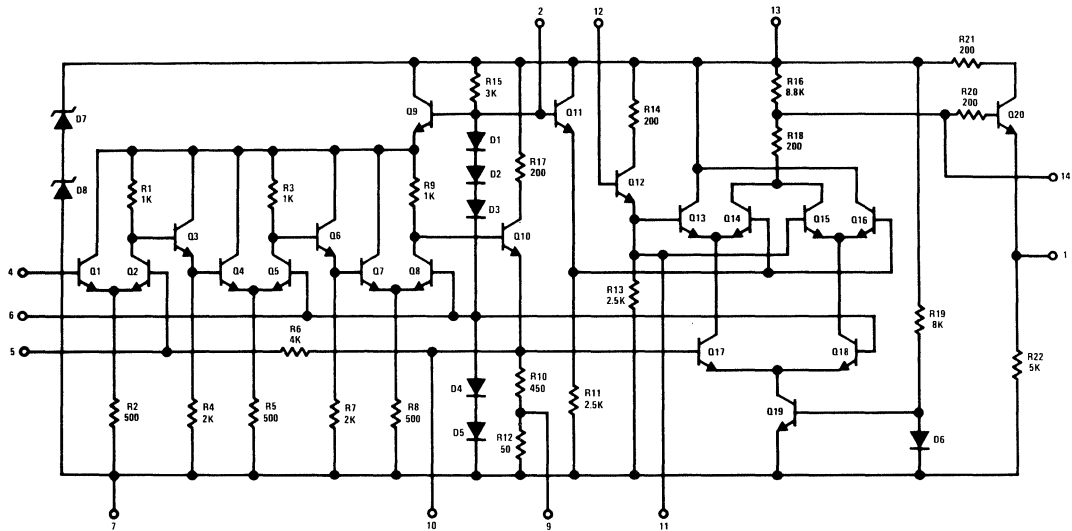 2
12
13
R21
200
R15
3K
R16
8.8K
Q9
Q11
R14
200
R20
200
Q20
D7
D1
R18
200
D2
R17
200
14
D8
R1
1K
R3
1K
R9
1K
D3
Q12
Q13
Q14
Q15
Q16
Q3
Q6
Q10
1
4
Q1
Q2
Q4
Q5
Q7
Q8
R13
2.5K
6
R6
4K
R19
8K
5
Q17
Q18
R22
5K
R10
450
D4
R11
2.5K
Q19
R2
500
R4
2K
R5
500
R7
2K
R8
500
D5
R12
50
D6
7
10
9
11